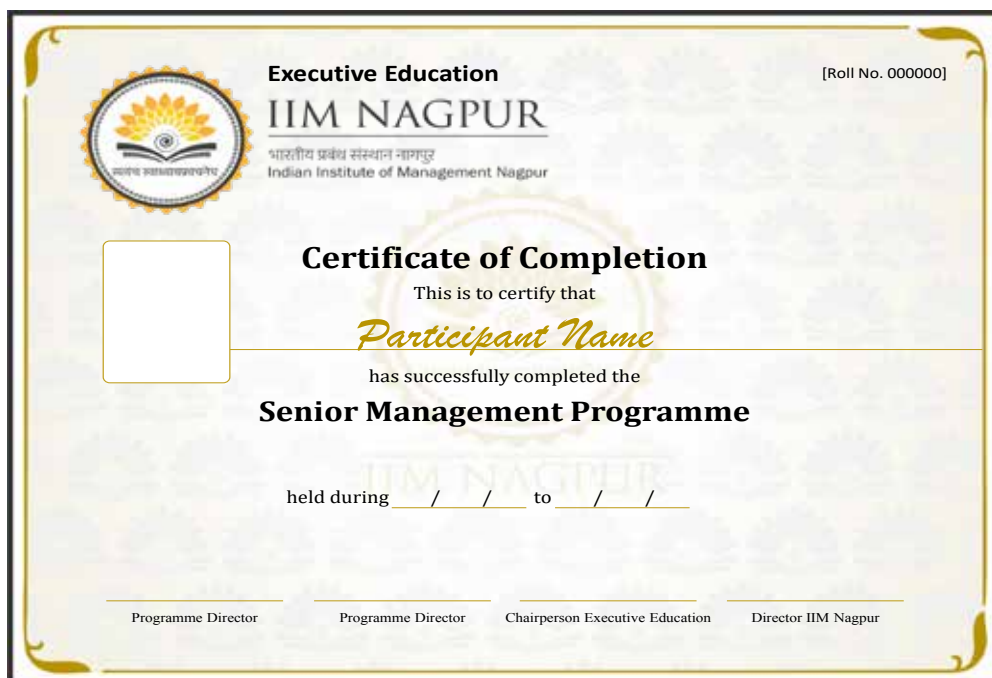 Executive Education
[Roll No. 000000]
IIM NAGPUR
भारतीय प्रबंध संस्थान नागपुर
Indian Institute of Management Nagpur
Certificate of Completion
This is to certify that
Participant Name
has successfully completed the
Senior Management Programme
IIM NAGPUR
held during / / to / /
Programme Director Programme Director Chairperson Executive Education Director IIM Nagpur